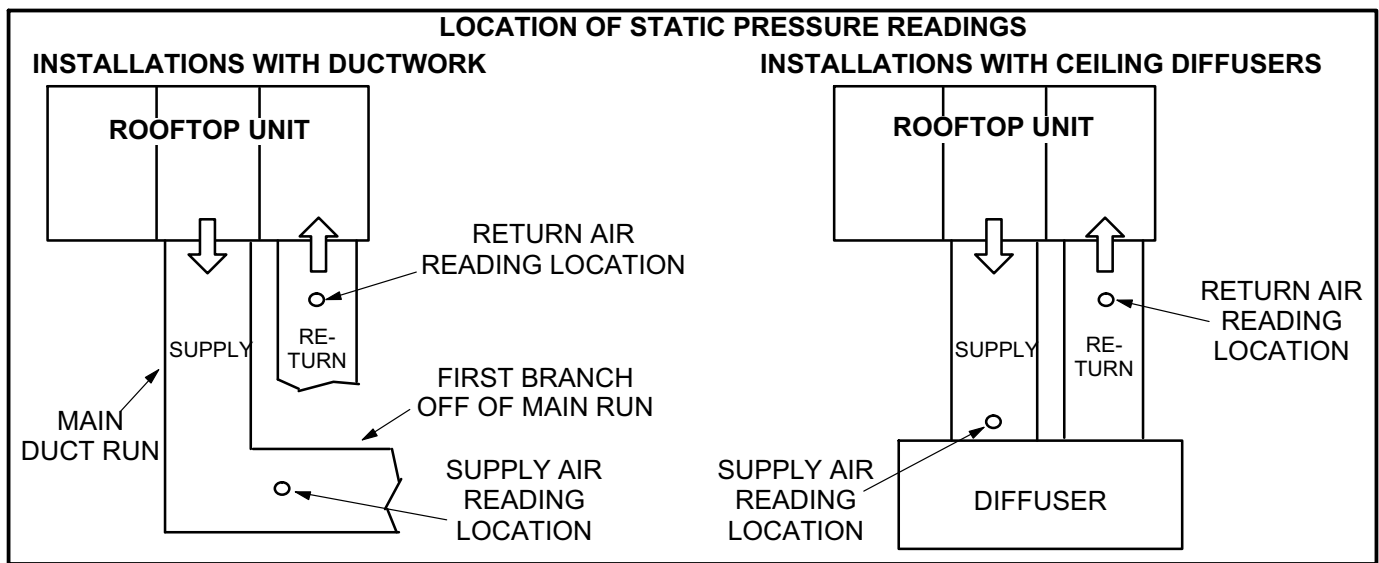 LOCATION OF STATIC PRESSURE READINGS
INSTALLATIONS WITH DUCTWORK
ROOFTOP UNIT
RETURN AIR
READING LOCATION
SUPPLY
RE-
TURN
MAIN
DUCT RUN
FIRST BRANCH
OFF OF MAIN RUN
SUPPLY AIR
READING
LOCATION
INSTALLATIONS WITH CEILING DIFFUSERS
ROOFTOP UNIT
RETURN AIR
READING
LOCATION
SUPPLY
RE-
TURN
SUPPLY AIR
READING
LOCATION
DIFFUSER